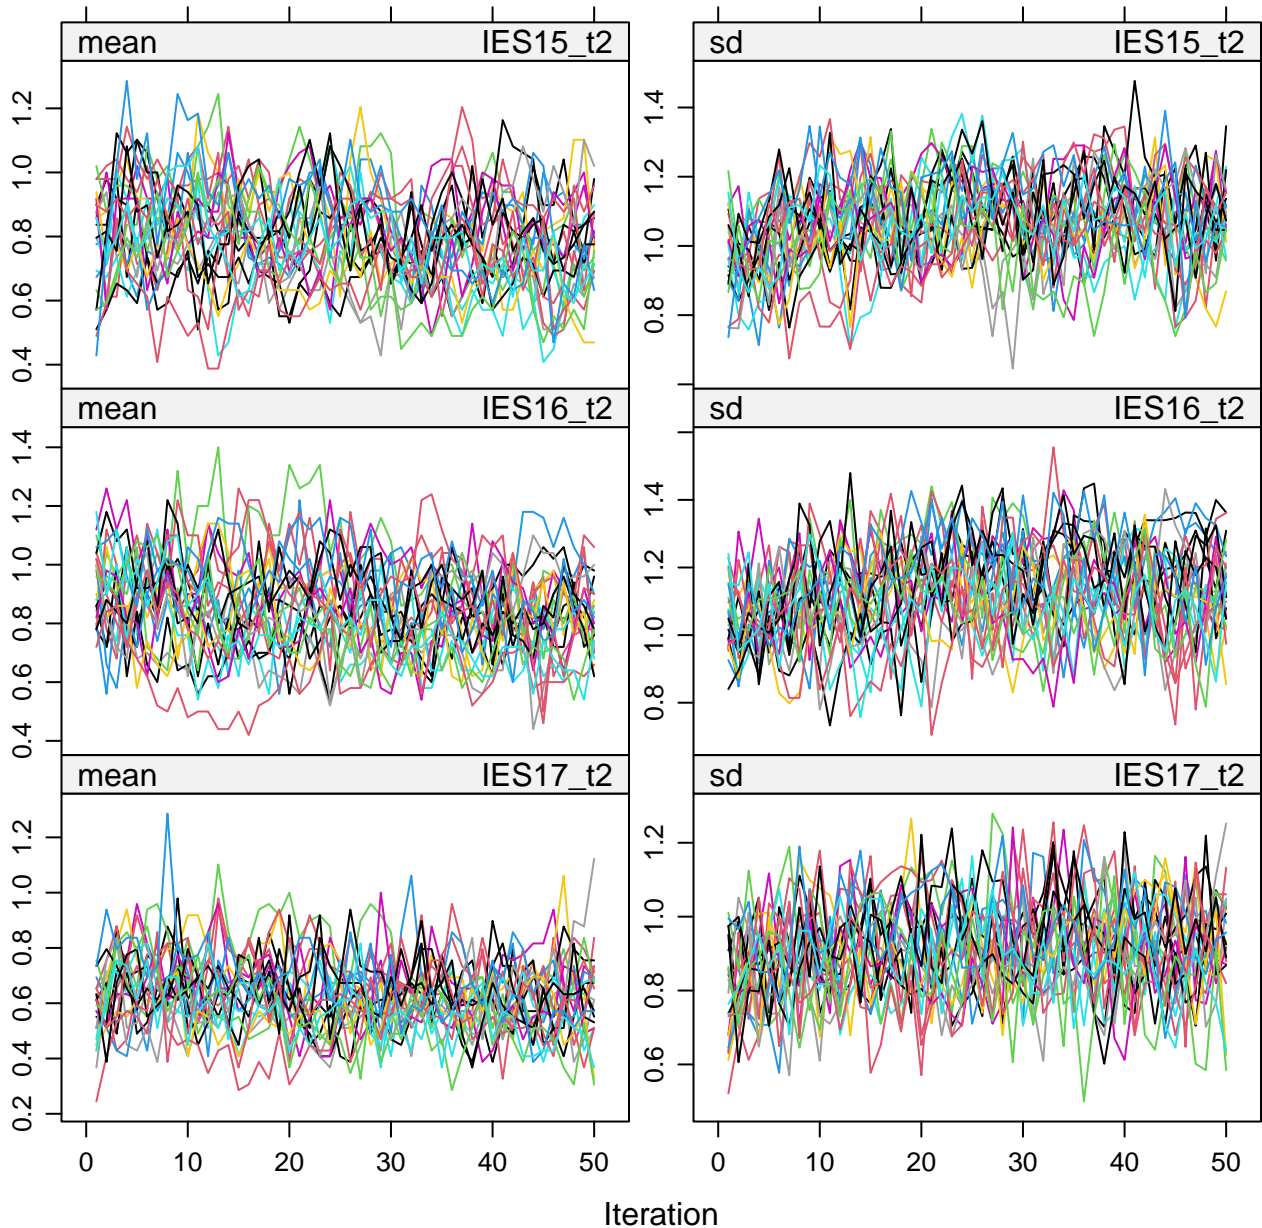 mean IES15_t2 sd IES15_t2
0.4 0.6 0.8 1.0 1.2
0.8 1.0 1.2 1.4
mean IES16_t2 sd IES16_t2
0.4 0.6 0.8 1.0 1.2 1.4
0.8 1.0 1.2 1.4
mean IES17_t2 sd IES17_t2
0.2 0.4 0.6 0.8 1.0 1.2
0.6 0.8 1.0 1.2
0 10 20 30 40 50 0 10 20 30 40 50
Iteration